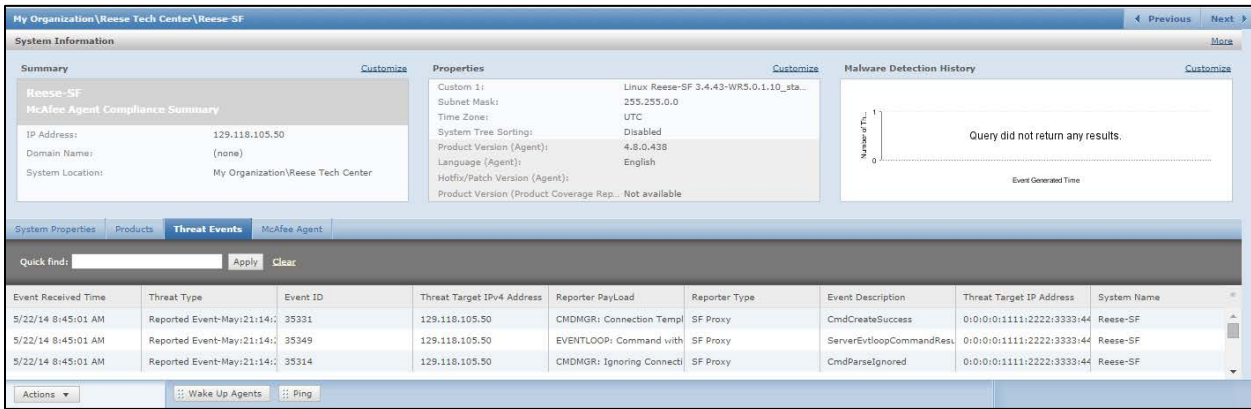 My Organization\Reese Tech Center\Reese-SF
Previous Next
System Information
More
Summary Customize
Reese-SF
McAfee Agent Compliance Summary
IP Address: 129.118.105.50
Domain Name: (none)
System Location: My Organization\Reese Tech Center
Properties Customize
Custom 1: Linux Reese-SF 3.4.43-WR5.0.1.10_sta...
Subnet Mask: 255.255.0.0
Time Zone: UTC
System Tree Sorting: Disabled
Product Version (Agent): 4.8.0.438
Language (Agent): English
Hotfix/Patch Version (Agent):
Product Version (Product Coverage Rep... Not available
Malware Detection History Customize
Number of Th...
1
0
Query did not return any results.
Event Generated Time
System Properties Products Threat Events McAfee Agent
Quick find: Apply Clear
Event Received Time Threat Type Event ID Threat Target IPv4 Address Reporter PayLoad Reporter Type Event Description Threat Target IP Address System Name
5/22/14 8:45:01 AM Reported Event-May:21:14: 35331 129.118.105.50 CMDMGR: Connection Templ SF Proxy CmdCreateSuccess 0:0:0:0:1111:2222:3333:44 Reese-SF
5/22/14 8:45:01 AM Reported Event-May:21:14: 35349 129.118.105.50 EVENTLOOP: Command with SF Proxy ServerEvtloopCommandResu 0:0:0:0:1111:2222:3333:44 Reese-SF
5/22/14 8:45:01 AM Reported Event-May:21:14: 35314 129.118.105.50 CMDMGR: Ignoring Connecti SF Proxy CmdParseIgnored 0:0:0:0:1111:2222:3333:44 Reese-SF
Actions Wake Up Agents Ping